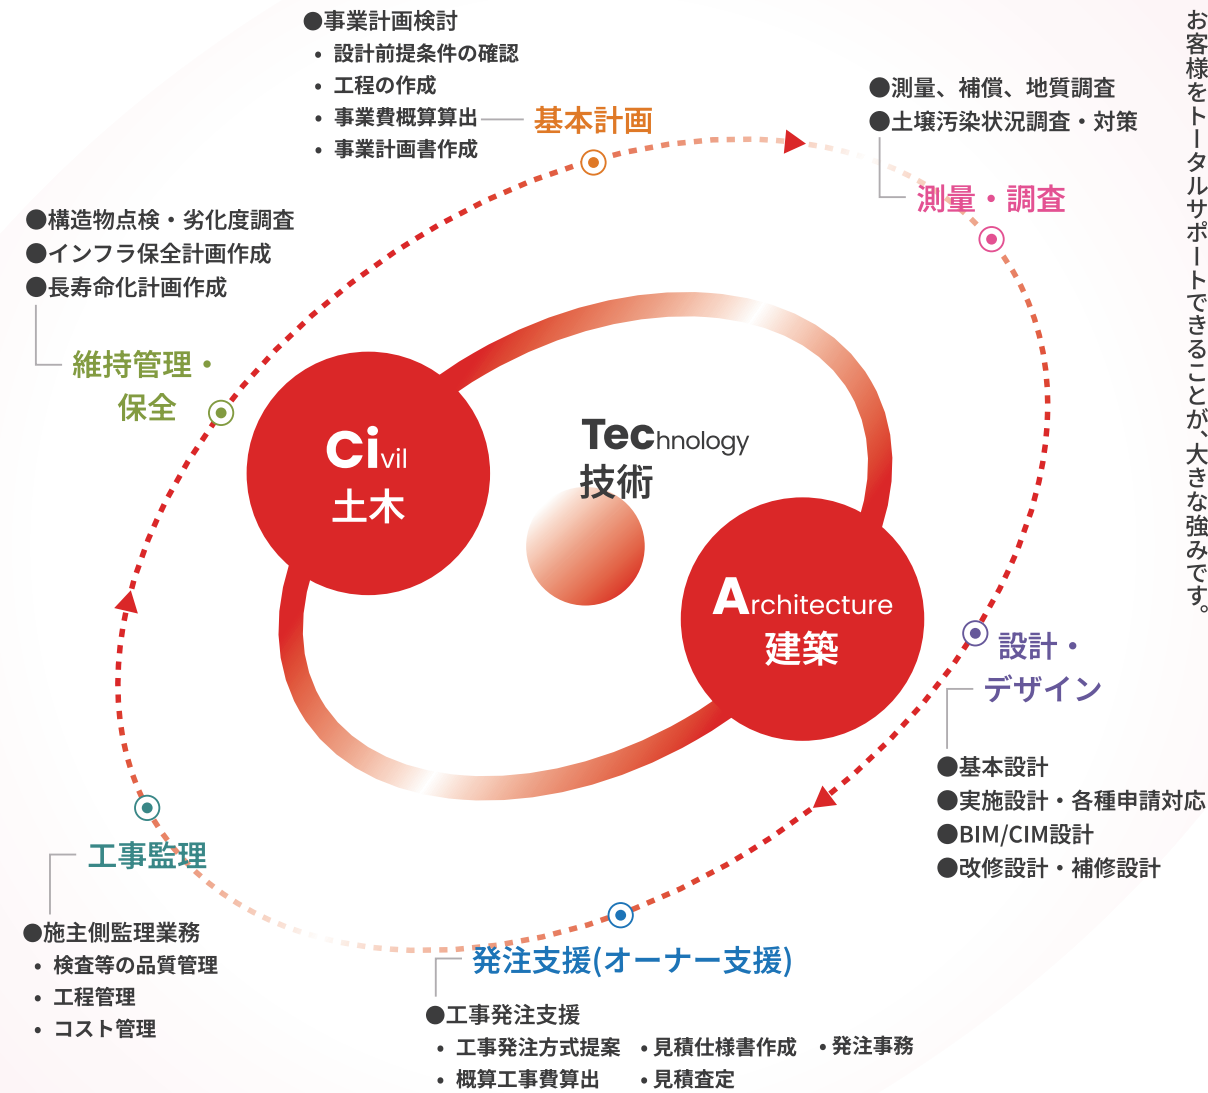 ●事業計画検討
・ 設計前提条件の確認
・ 工程の作成
・ 事業費概算算出
・ 事業計画書作成
基本計画
●測量、補償、地質調査
●土壌汚染状況調査・対策
測量・調査
お客様をトータルサポートできることが、大きな強みです。
●構造物点検・劣化度調査
●インフラ保全計画作成
●長寿命化計画作成
維持管理・
保全
Civil
土木
Technology
技術
Architecture
建築
設計・
デザイン
●基本設計
●実施設計・各種申請対応
●BIM/CIM設計
●改修設計・補修設計
工事監理
●施主側監理業務
・ 検査等の品質管理
・ 工程管理
・ コスト管理
発注支援(オーナー支援)
●工事発注支援
・ 工事発注方式提案
・見積仕様書作成
・発注事務
・ 概算工事費算出
・見積査定